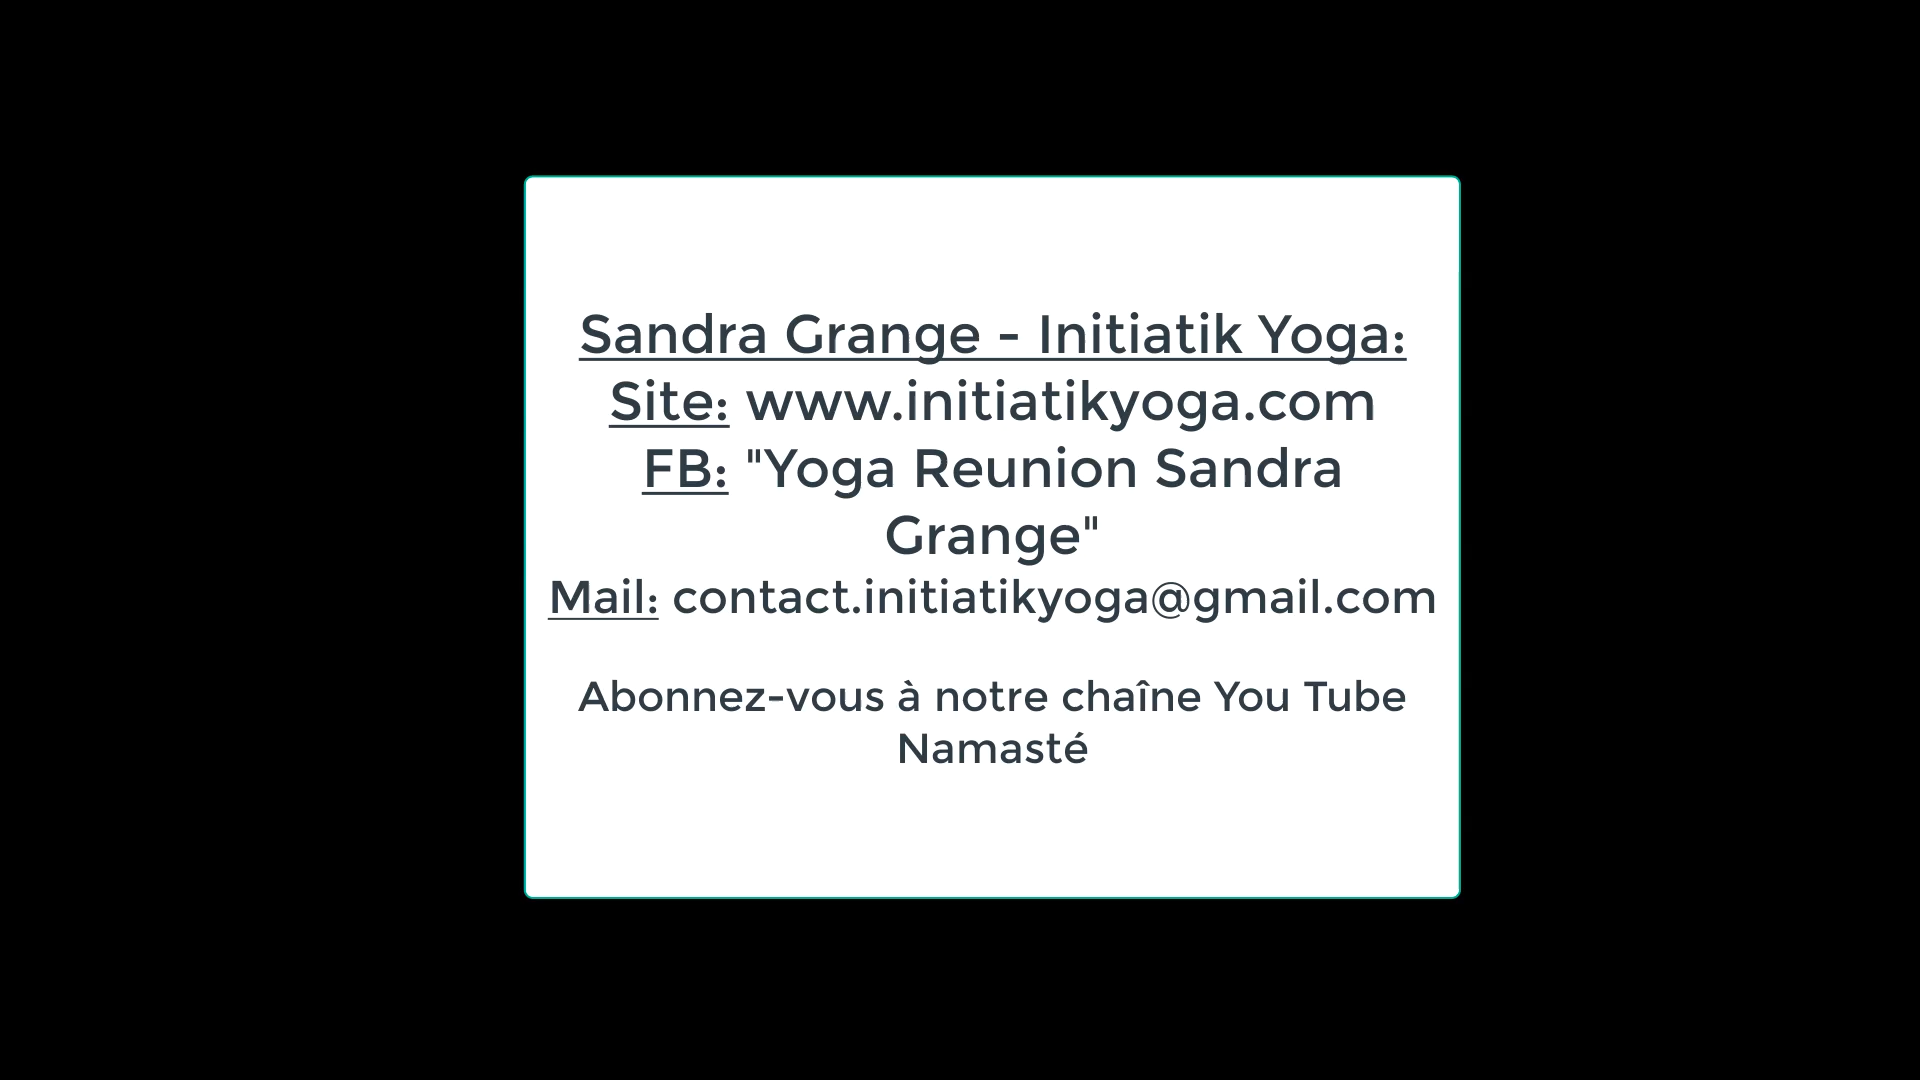 Sandra Grange - Initiatik Yoga:
Site: www.initiatikyoga.com
FB: "Yoga Reunion Sandra
Grange"
Mail: contact.initiatikyoga@gmail.com
Abonnez-vous à notre chaîne You Tube
Namasté